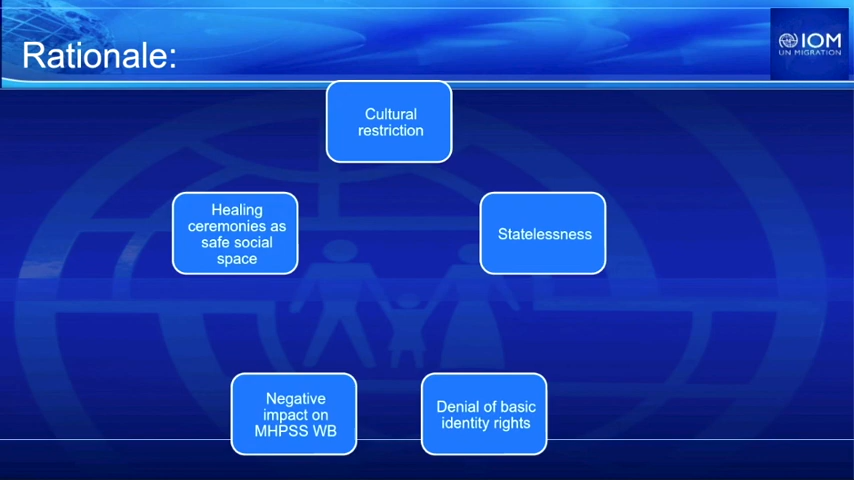 Rationale:
IOM
UN MIGRATION
Cultural
restriction
Healing
ceremonies as
safe social
space
Statelessness
Negative
impact on
MHPSS WB
Denial of basic
identity rights